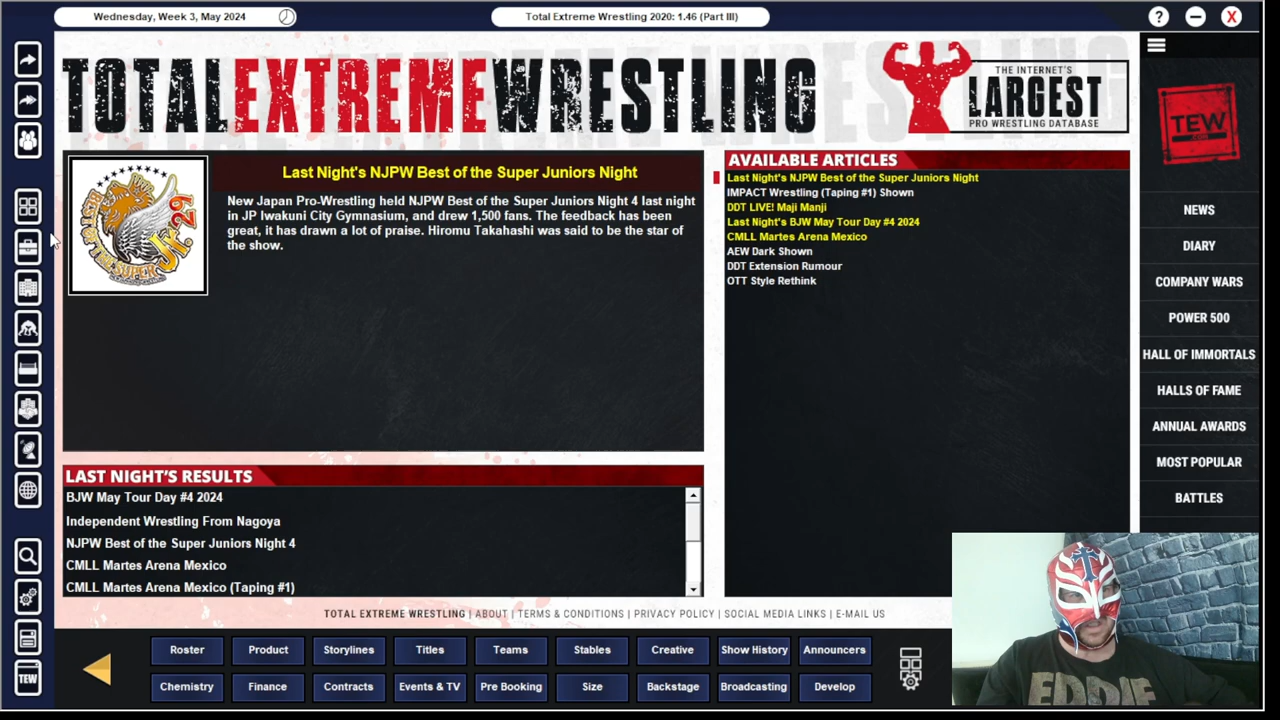 Wednesday, Week 3, May 2024
Total Extreme Wrestling 2020: 1.46 (Part III)
?
X
TOTALEXTREMEWRESTLING
THE INTERNET'S
LARGEST
PRO WRESTLING DATABASE
TEW
.COM
Last Night's NJPW Best of the Super Juniors Night
New Japan Pro-Wrestling held NJPW Best of the Super Juniors Night 4 last night
in JP Iwakuni City Gymnasium, and drew 1,500 fans. The feedback has been
great, it has drawn a lot of praise. Hiromu Takahashi was said to be the star of
the show.
AVAILABLE ARTICLES
Last Night's NJPW Best of the Super Juniors Night
IMPACT Wrestling (Taping #1) Shown
DDT LIVE! Maji Manji
Last Night's BJW May Tour Day #4 2024
CMLL Martes Arena Mexico
AEW Dark Shown
DDT Extension Rumour
OTT Style Rethink
NEWS
DIARY
COMPANY WARS
POWER 500
HALL OF IMMORTALS
HALLS OF FAME
ANNUAL AWARDS
MOST POPULAR
BATTLES
LAST NIGHT'S RESULTS
BJW May Tour Day #4 2024
Independent Wrestling From Nagoya
NJPW Best of the Super Juniors Night 4
CMLL Martes Arena Mexico
CMLL Martes Arena Mexico (Taping #1)
TOTAL EXTREME WRESTLING | ABOUT | TERMS & CONDITIONS | PRIVACY POLICY | SOCIAL MEDIA LINKS | E-MAIL US
Roster Product Storylines Titles Teams Stables Creative Show History Announcers
Chemistry Finance Contracts Events & TV Pre Booking Size Backstage Broadcasting Develop
TEW
EDDIE